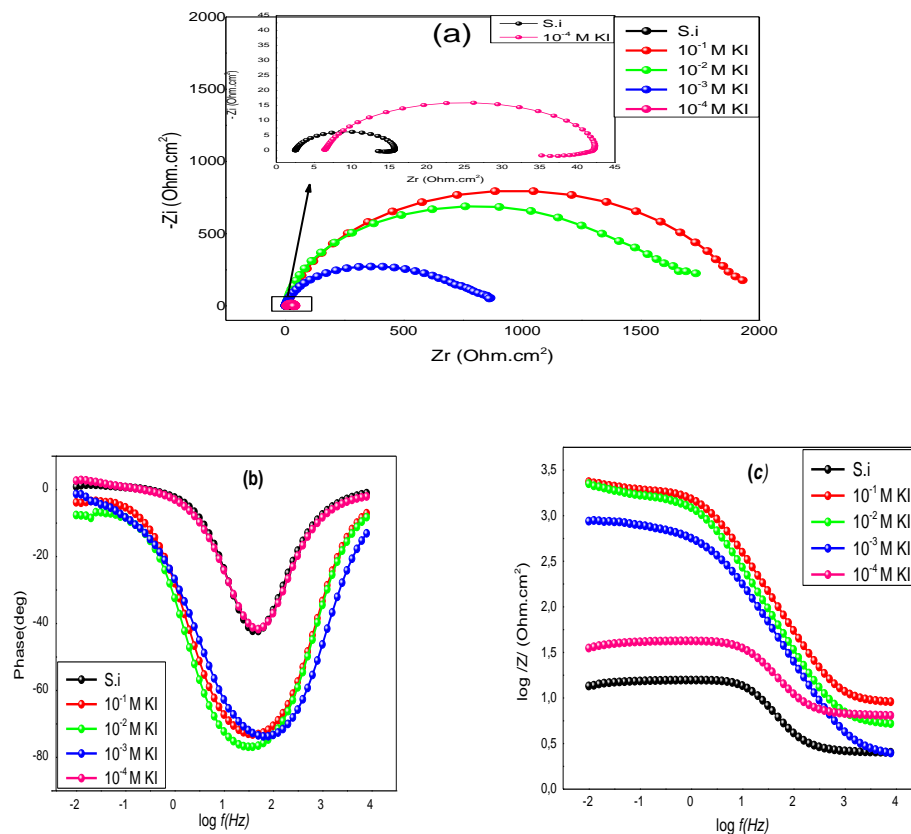 (a)
2000
1500
1000
500
0
-Zi (Ohm.cm²)
0 500 1000 1500 2000
Zr (Ohm.cm²)
S.i
10⁻¹ M KI
10⁻² M KI
10⁻³ M KI
10⁻⁴ M KI
45
40
35
30
25
20
15
10
5
0
-Zi (Ohm.cm²)
0 5 10 15 20 25 30 35 40 45
Zr (Ohm.cm²)
S.i
10⁻⁴ M KI
(b)
0
-20
-40
-60
-80
Phase(deg)
-2 -1 0 1 2 3 4
log f(Hz)
S.i
10⁻¹ M KI
10⁻² M KI
10⁻³ M KI
10⁻⁴ M KI
(c)
3,5
3,0
2,5
2,0
1,5
1,0
0,5
0,0
log /Z/ (Ohm.cm²)
-2 -1 0 1 2 3 4
log f(Hz)
S.i
10⁻¹ M KI
10⁻² M KI
10⁻³ M KI
10⁻⁴ M KI